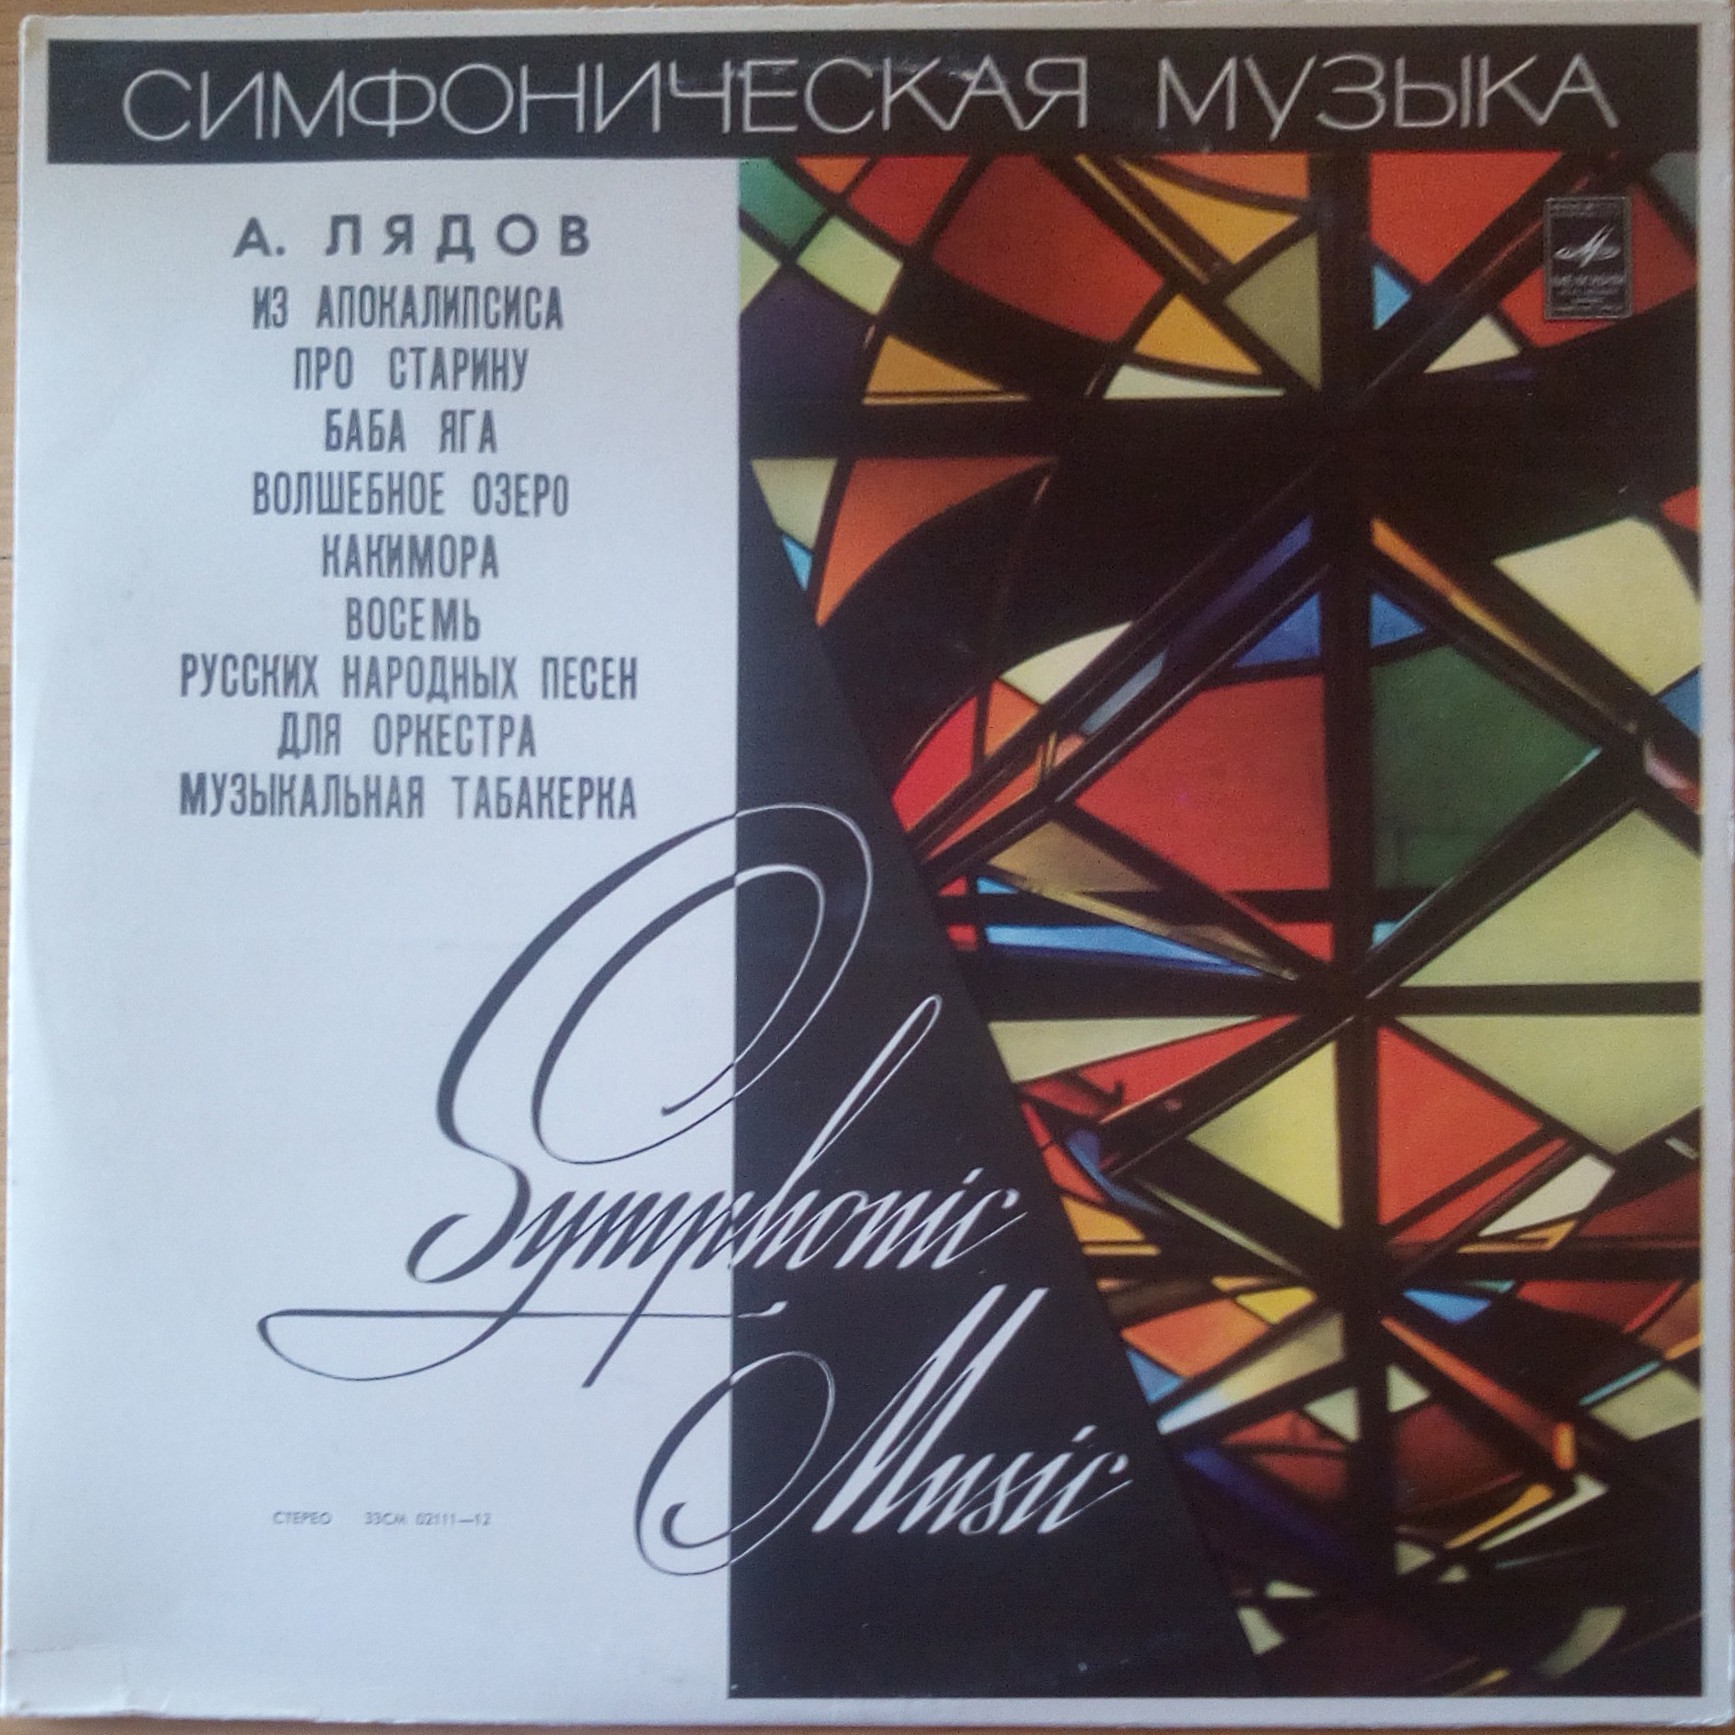 СИМФОНИЧЕСКАЯ МУЗЫКА
А. ЛЯДОВ
ИЗ АПОКАЛИПСИСА
ПРО СТАРИНУ
БАБА ЯГА
ВОЛШЕБНОЕ ОЗЕРО
КАКИМОРА
ВОСЕМЬ
РУССКИХ НАРОДНЫХ ПЕСЕН
ДЛЯ ОРКЕСТРА
МУЗЫКАЛЬНАЯ ТАБАКЕРКА
Symphonic
Music
СТЕРЕО 33СМ 02111—12